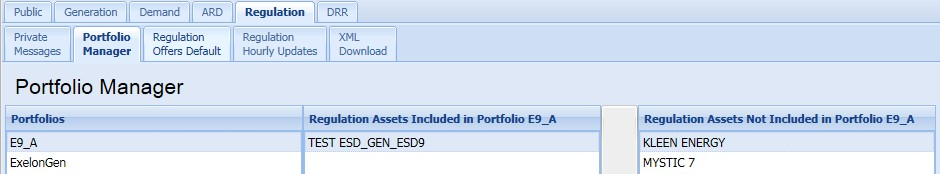 Public Generation Demand ARD Regulation DRR
Private Messages Portfolio Manager Regulation Offers Default Regulation Hourly Updates XML Download
Portfolio Manager
Portfolios Regulation Assets Included in Portfolio E9_A Regulation Assets Not Included in Portfolio E9_A
E9_A TEST ESD_GEN_ESD9 KLEEN ENERGY
ExelonGen MYSTIC 7